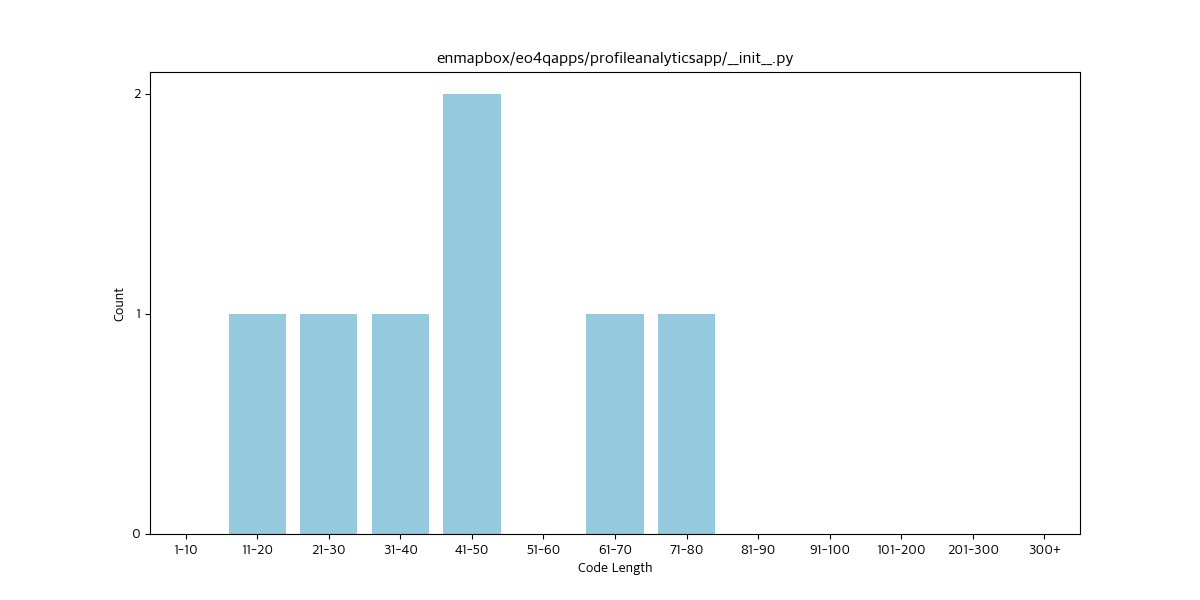 enmapbox/eo4qapps/profileanalyticsapp/__init__.py
Count
2
1
0
1-10 11-20 21-30 31-40 41-50 51-60 61-70 71-80 81-90 91-100 101-200 201-300 300+
Code Length